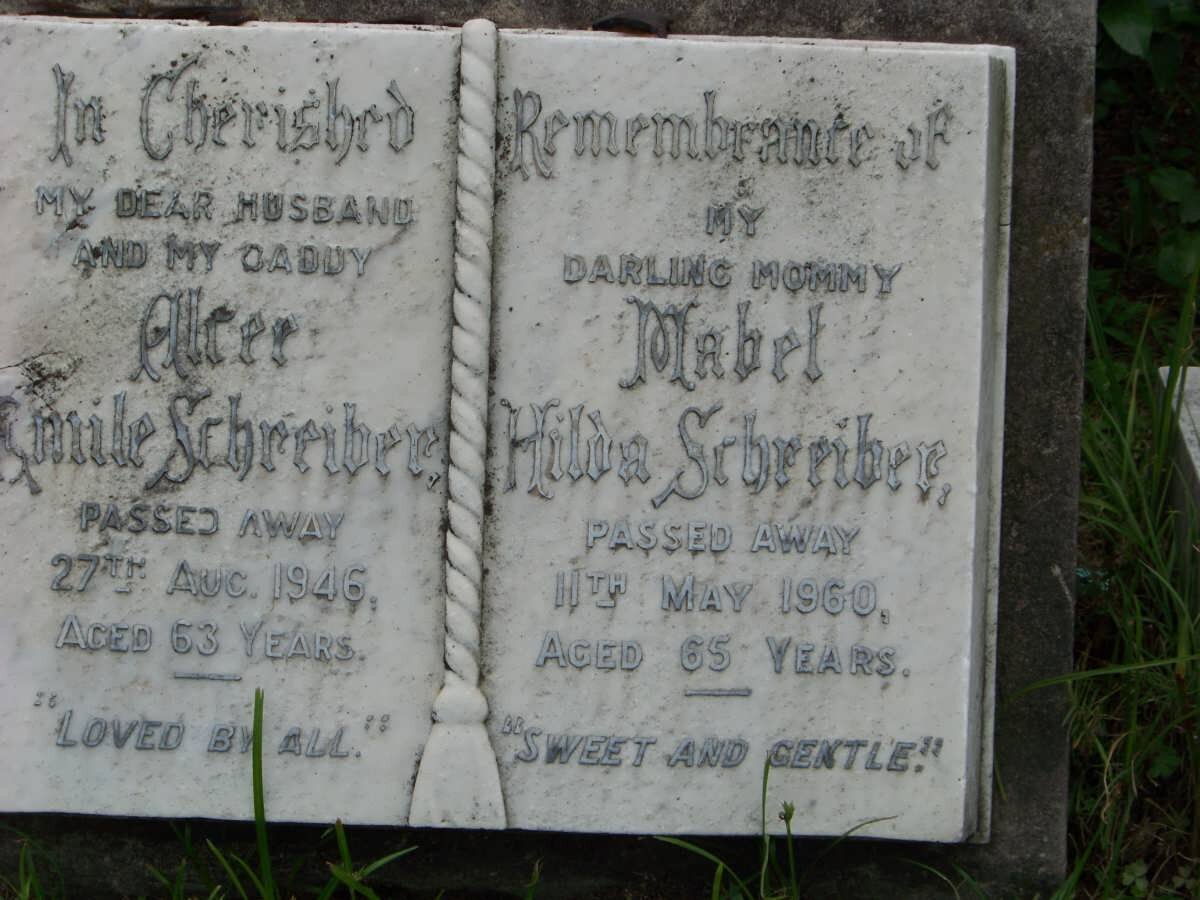 In Cherished
MY DEAR HUSBAND
AND MY DADDY
Emile Schreiber,
PASSED AWAY
27TH AUG. 1946,
AGED 63 YEARS.
"LOVED BY ALL."
Remembrance of
MY
DARLING MOMMY
Mabel
Hilda Schreiber,
PASSED AWAY
11TH MAY 1960,
AGED 65 YEARS.
"SWEET AND GENTLE."